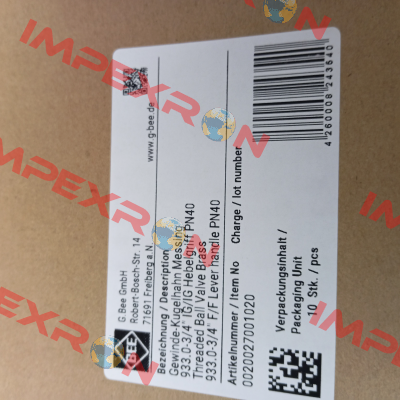 G.Bee GmbH
Robert-Bosch-Str. 14
71691 Freiberg a.N.
www.g-bee.de
GBEE
Bezeichnung / Description
Gewinde-Kugelhahn Messing
933.0-3/4" IG/IG Hebelgriff PN40
Threaded Ball Valve Brass
933.0-3/4 F/F Lever handle PN40
Artikelnummer / Item No
Charge / lot number
0020027001020
Verpackungsinhalt /
Packaging Unit
10 Stk. / pcs
4 260008 243640
IMPEXRON
IMPEXRON
IMPEXRON